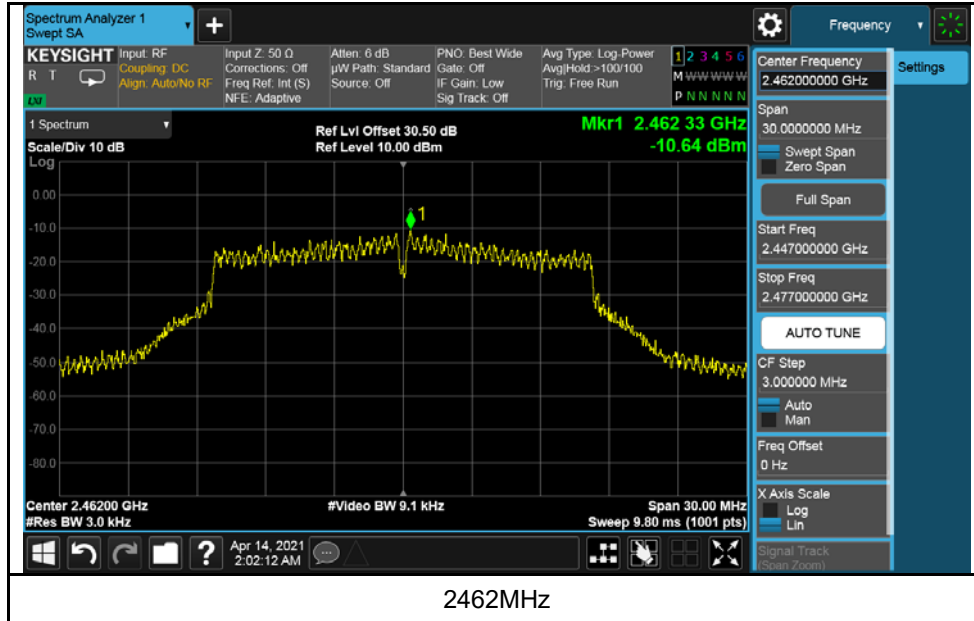 Spectrum Analyzer 1
Swept SA
+
Frequency
KEYSIGHT
R T
LXI
Input: RF
Coupling: DC
Align: Auto/No RF
Input Z: 50 Ω
Corrections: Off
Freq Ref: Int (S)
NFE: Adaptive
Atten: 6 dB
µW Path: Standard
Source: Off
PNO: Best Wide
Gate: Off
IF Gain: Low
Sig Track: Off
Avg Type: Log-Power
Avg|Hold:>100/100
Trig: Free Run
1 2 3 4 5 6
M W W W W W
P N N N N N
1 Spectrum
Scale/Div 10 dB
Log
Ref Lvl Offset 30.50 dB
Ref Level 10.00 dBm
Mkr1 2.462 33 GHz
-10.64 dBm
1
0.00
-10.0
-20.0
-30.0
-40.0
-50.0
-60.0
-70.0
-80.0
Center 2.46200 GHz
#Res BW 3.0 kHz
#Video BW 9.1 kHz
Span 30.00 MHz
Sweep 9.80 ms (1001 pts)
?
Apr 14, 2021
2:02:12 AM
Center Frequency
2.462000000 GHz
Span
30.0000000 MHz
Swept Span
Zero Span
Full Span
Start Freq
2.447000000 GHz
Stop Freq
2.477000000 GHz
AUTO TUNE
CF Step
3.000000 MHz
Auto
Man
Freq Offset
0 Hz
X Axis Scale
Log
Lin
Signal Track
(Span Zoom)
Settings
2462MHz